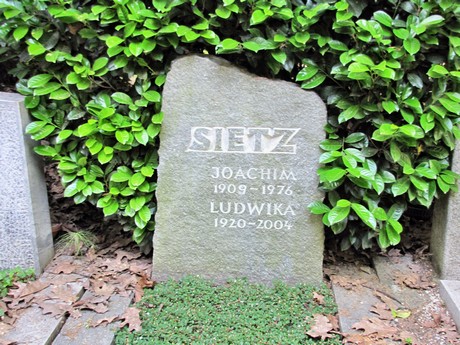 SIETZ
JOACHIM
1909-1976
LUDWIKA
1920-2004